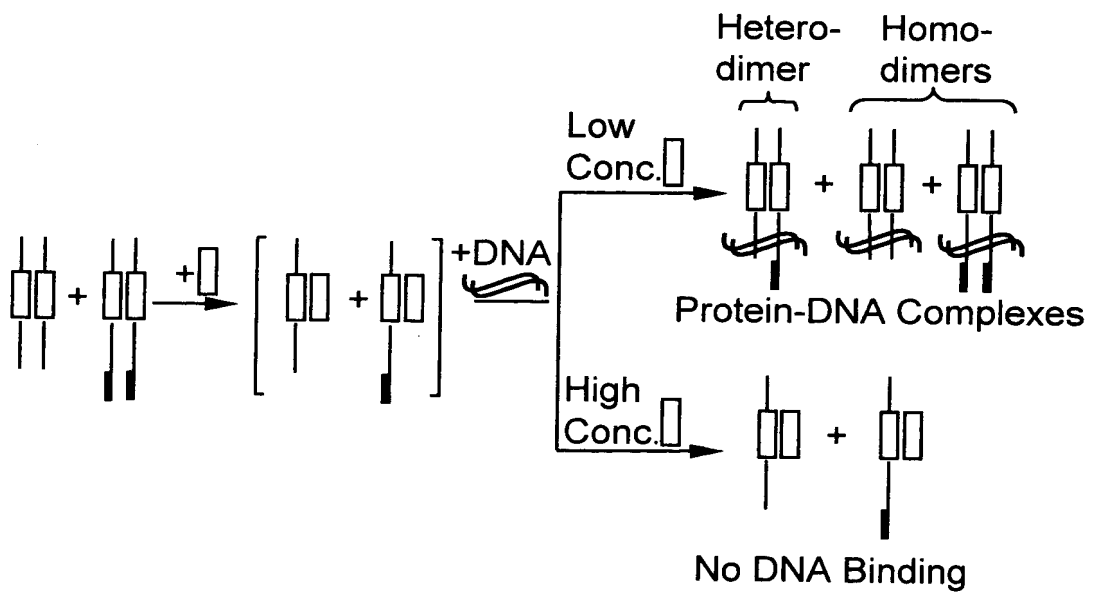 Hetero-
dimer
Homo-
dimers
Low
Conc.
+
+
+
+
+
+DNA
Protein-DNA Complexes
High
Conc.
+
No DNA Binding